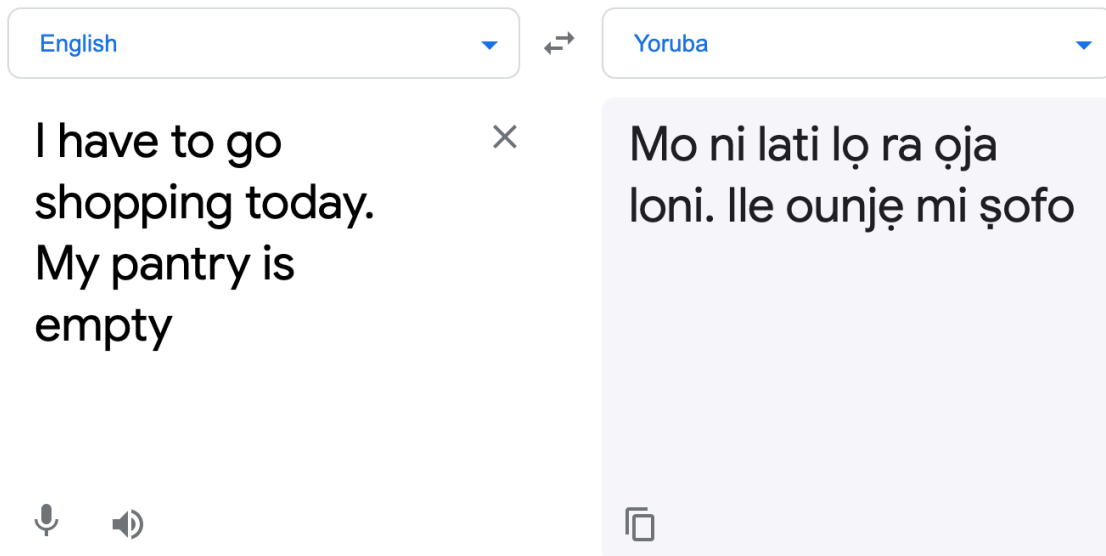 English
Yoruba
I have to go
shopping today.
My pantry is
empty
Mo ni lati lọ ra ọja
loni. Ile ounjẹ mi ṣofo